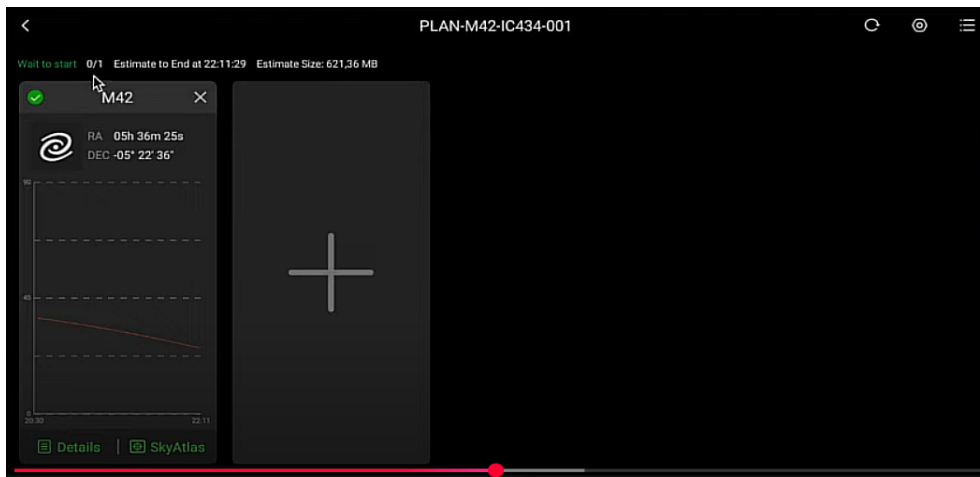 PLAN-M42-IC434-001
Wait to start 0/1 Estimate to End at 22:11:29 Estimate Size: 621,36 MB
M42
RA 05h 36m 25s
DEC -05° 22' 36"
90
45
0
20:30 22:11
Details SkyAtlas